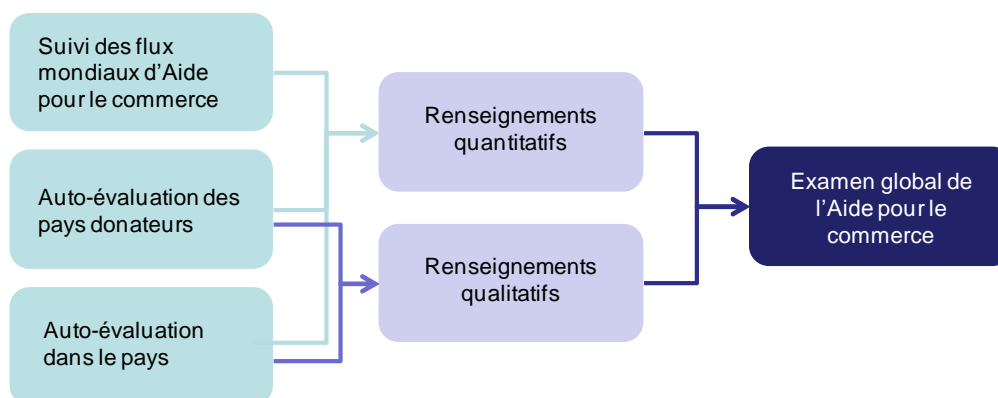 Suivi des flux
mondiaux d'Aide
pour le commerce
Auto-évaluation des
pays donateurs
Auto-évaluation
dans le pays
Renseignements
quantitatifs
Renseignements
qualitatifs
Examen global de
l'Aide pour le
commerce